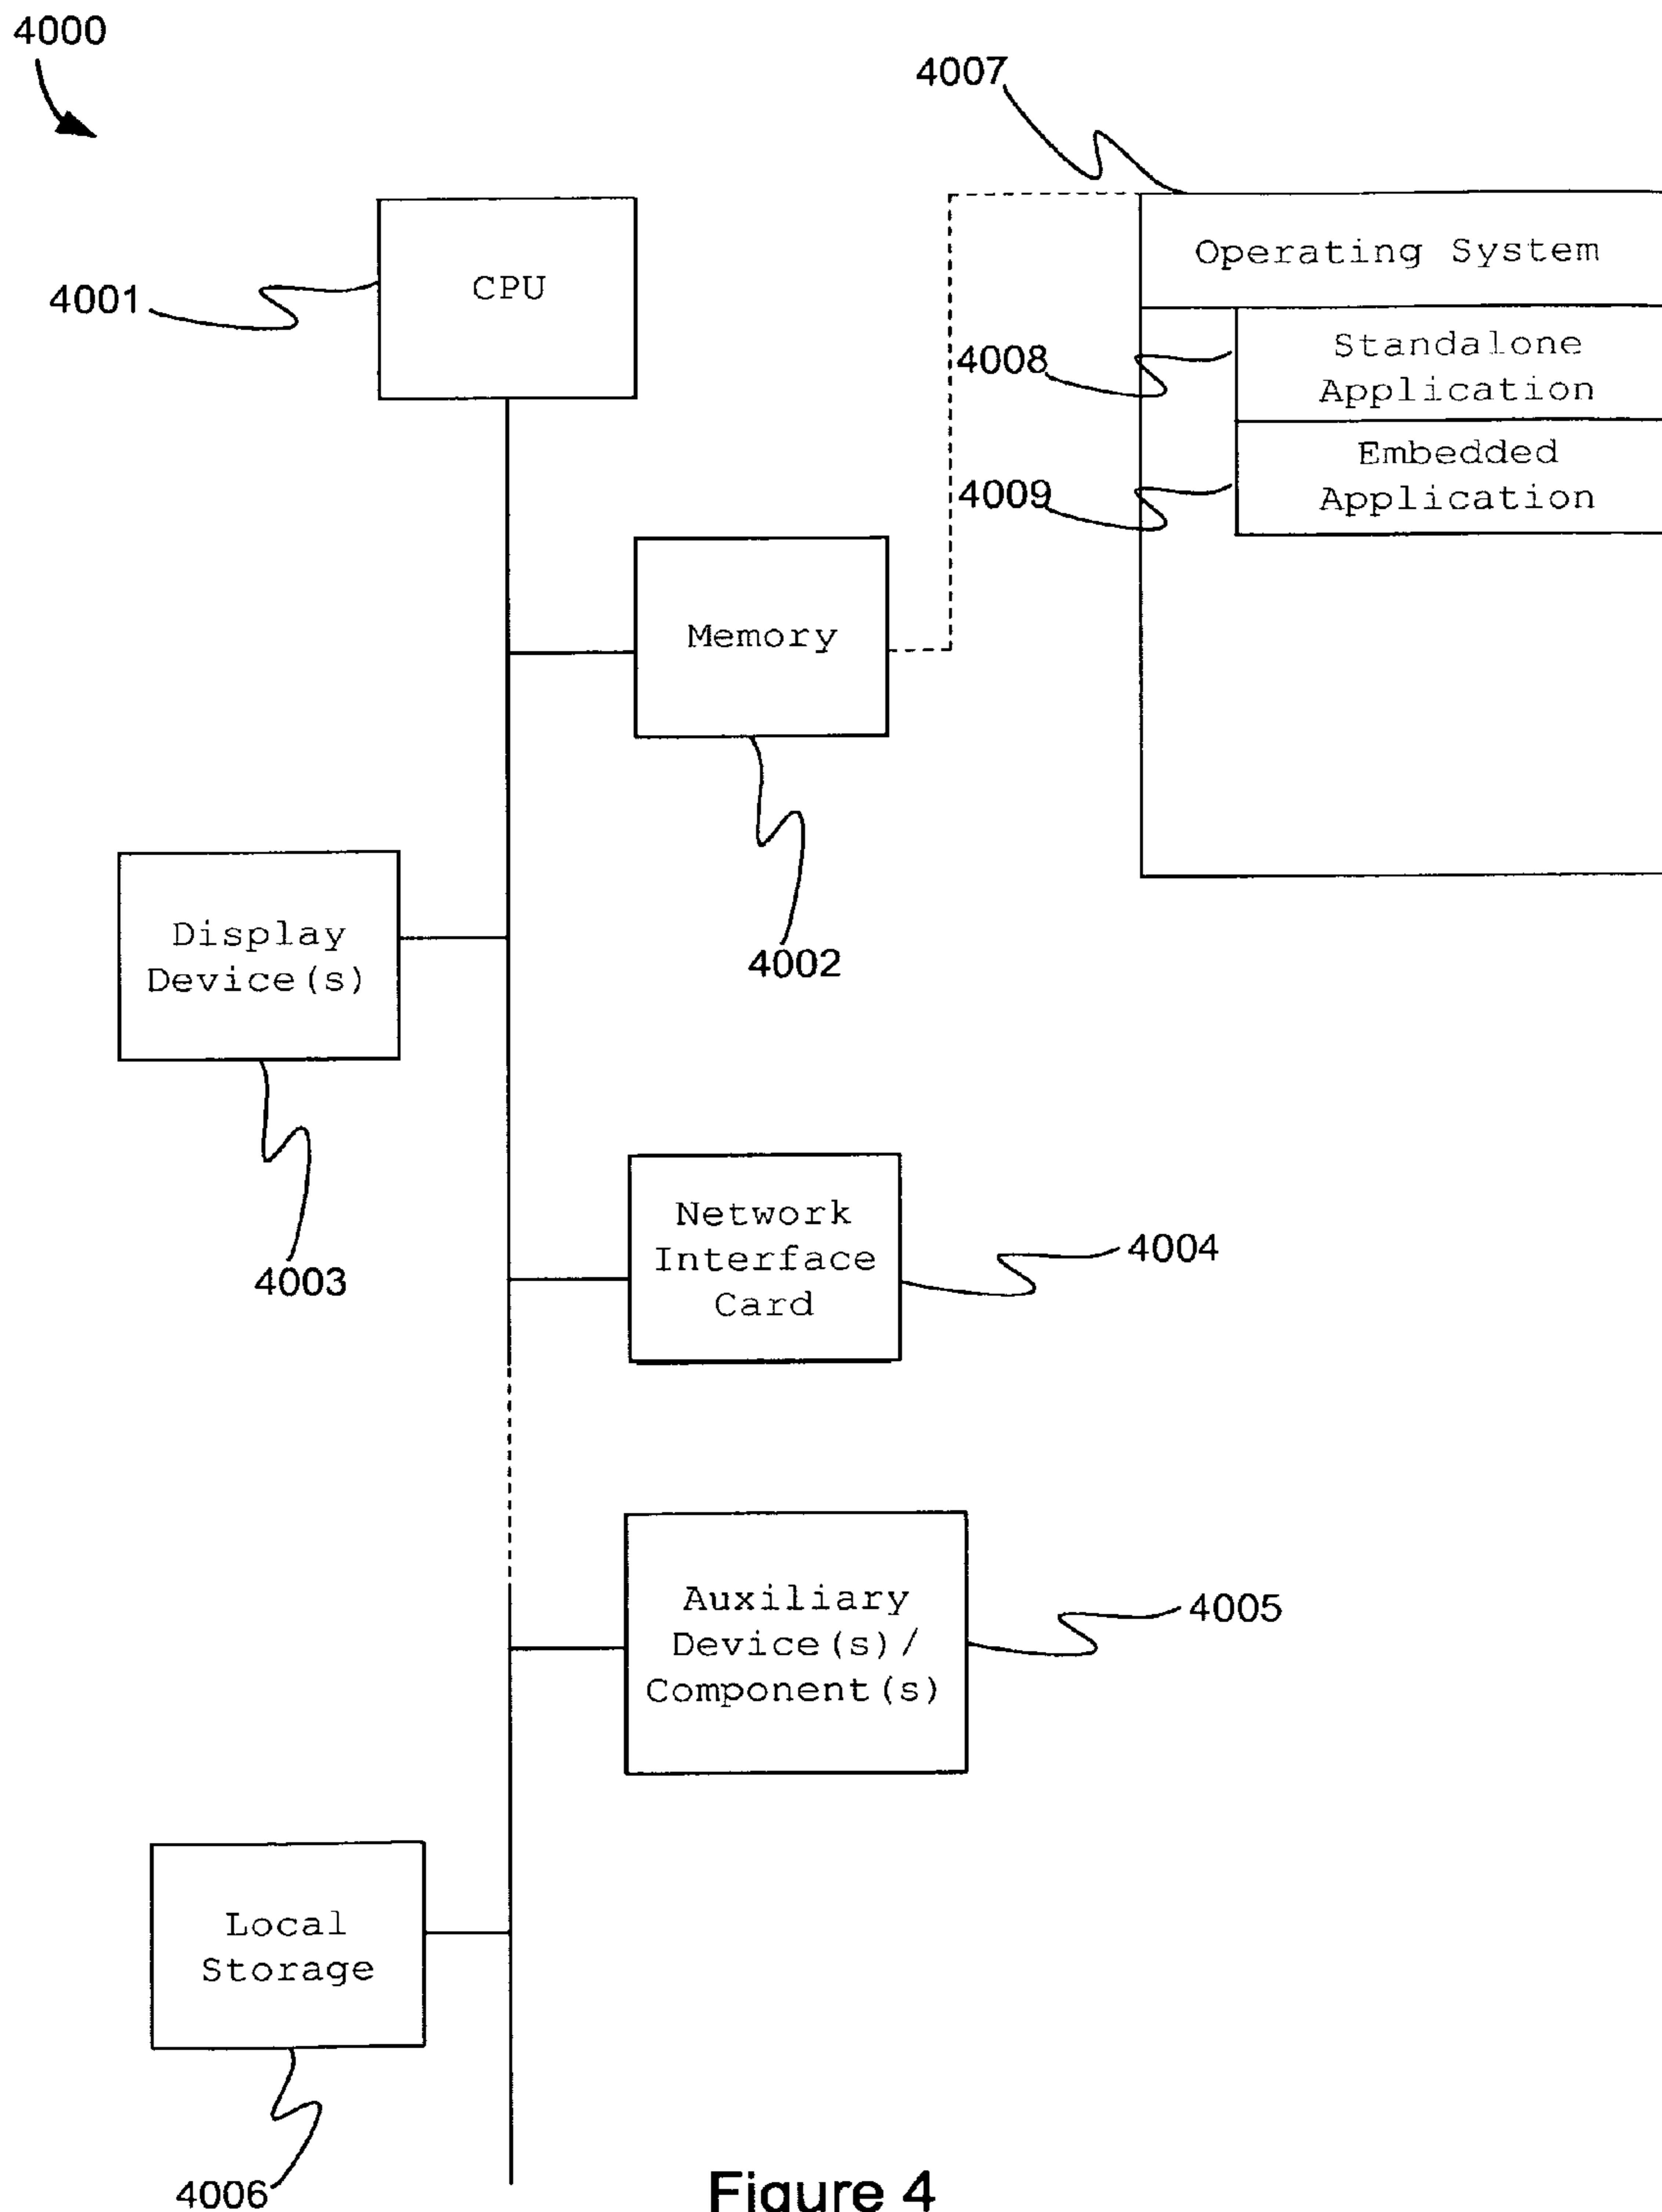 4000
4007
Operating System
4001
CPU
4008
Standalone
Application
4009
Embedded
Application
Memory
4002
Display
Device(s)
4003
Network
Interface
Card
4004
Auxiliary
Device(s)/
Component(s)
4005
Local
Storage
4006
Figure 4